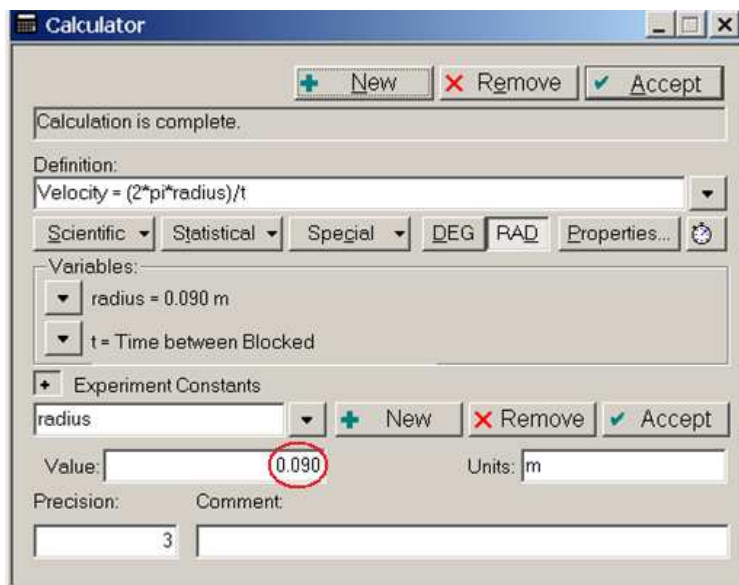 Calculator
New Remove Accept
Calculation is complete.
Definition:
Velocity = (2*pi*radius)/t
Scientific Statistical Special DEG RAD Properties...
Variables:
radius = 0.090 m
t = Time between Blocked
Experiment Constants
radius New Remove Accept
Value: 0.090 Units: m
Precision: Comment:
3